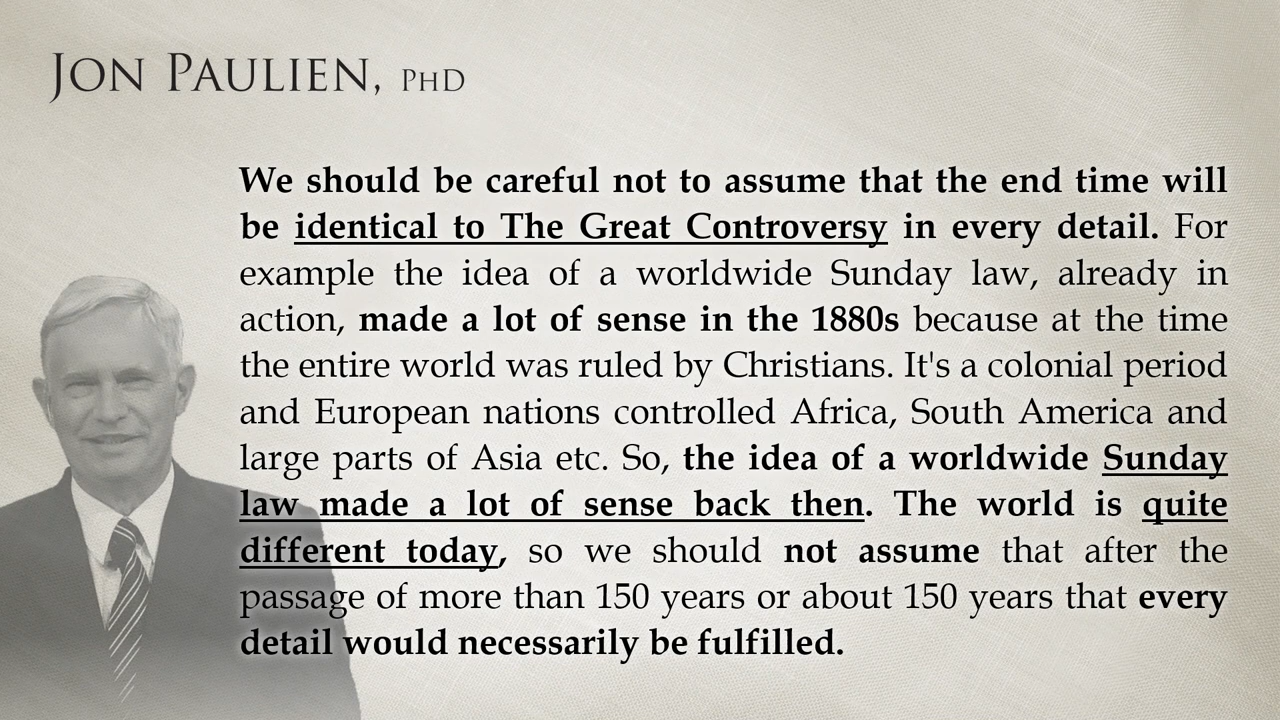 JON PAULIEN, PHD
We should be careful not to assume that the end time will
be identical to The Great Controversy in every detail. For
example the idea of a worldwide Sunday law, already in
action, made a lot of sense in the 1880s because at the time
the entire world was ruled by Christians. It's a colonial period
and European nations controlled Africa, South America and
large parts of Asia etc. So, the idea of a worldwide Sunday
law made a lot of sense back then. The world is quite
different today, so we should not assume that after the
passage of more than 150 years or about 150 years that every
detail would necessarily be fulfilled.